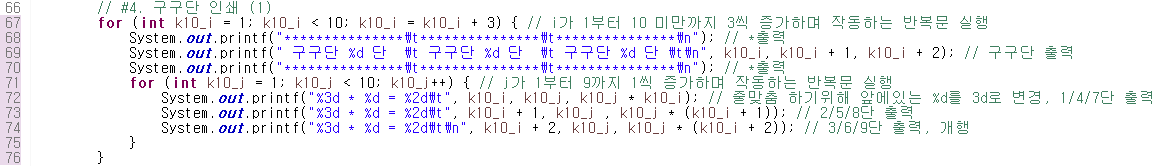 66 // #4. 구구단 인쇄 (1)
67 for (int k10_i = 1; k10_i < 10; k10_i = k10_i + 3) { // i가 1부터 10 미만까지 3씩 증가하며 작동하는 반복문 실행
68 System.out.printf("***************\t***************\t***************\n"); // *출력
69 System.out.printf(" 구구단 %d 단  \t 구구단 %d 단  \t 구구단 %d 단 \t\n", k10_i, k10_i + 1, k10_i + 2); // 구구단 출력
70 System.out.printf("***************\t***************\t***************\n"); // *출력
71 for (int k10_j = 1; k10_j < 10; k10_j++) { // j가 1부터 9까지 1씩 증가하며 작동하는 반복문 실행
72 System.out.printf("%3d * %d = %2d\t", k10_i, k10_j, k10_j * k10_i); // 줄맞춤 하기위해 앞에있는 %d를 3d로 변경, 1/4/7단 출력
73 System.out.printf("%3d * %d = %2d\t", k10_i + 1, k10_j , k10_j * (k10_i + 1)); // 2/5/8단 출력
74 System.out.printf("%3d * %d = %2d\t\n", k10_i + 2, k10_j, k10_j * (k10_i + 2)); // 3/6/9단 출력, 개행
75 }
76 }